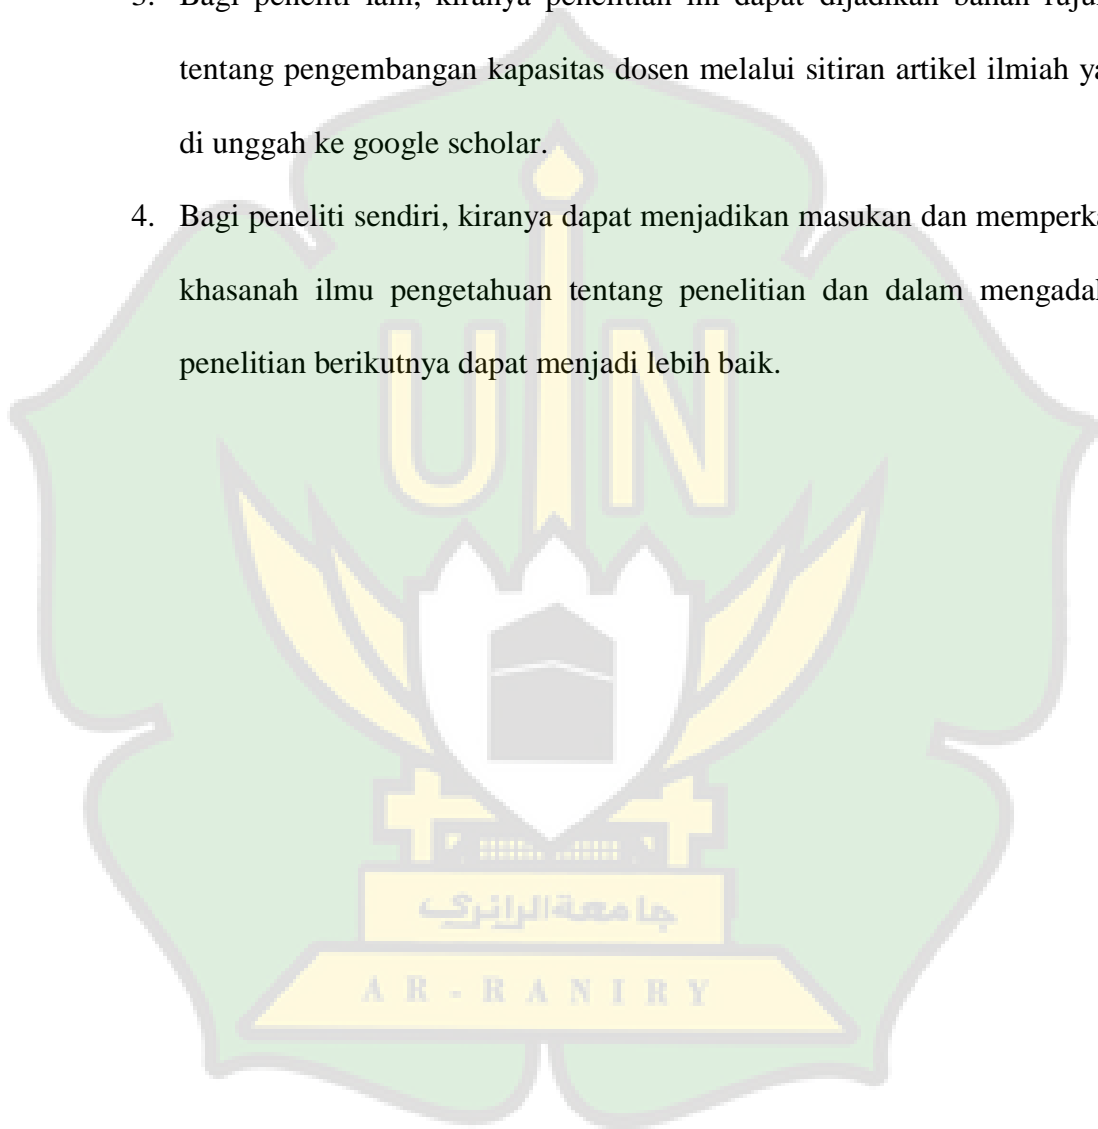 3. Bagi peneliti lain, kiranya penelitian ini dapat dijadikan bahan
tentang pengembangan kapasitas dosen melalui sitiran artikel ilmiah ya
di unggah ke google scholar.
4. Bagi peneliti sendiri, kiranya dapat menjadikan masukan dan memperka
khasanah ilmu pengetahuan tentang penelitian dan dalam
penelitian berikutnya dapat menjadi lebih baik.
UIN
جامعة الرانري
AR-RANIRY